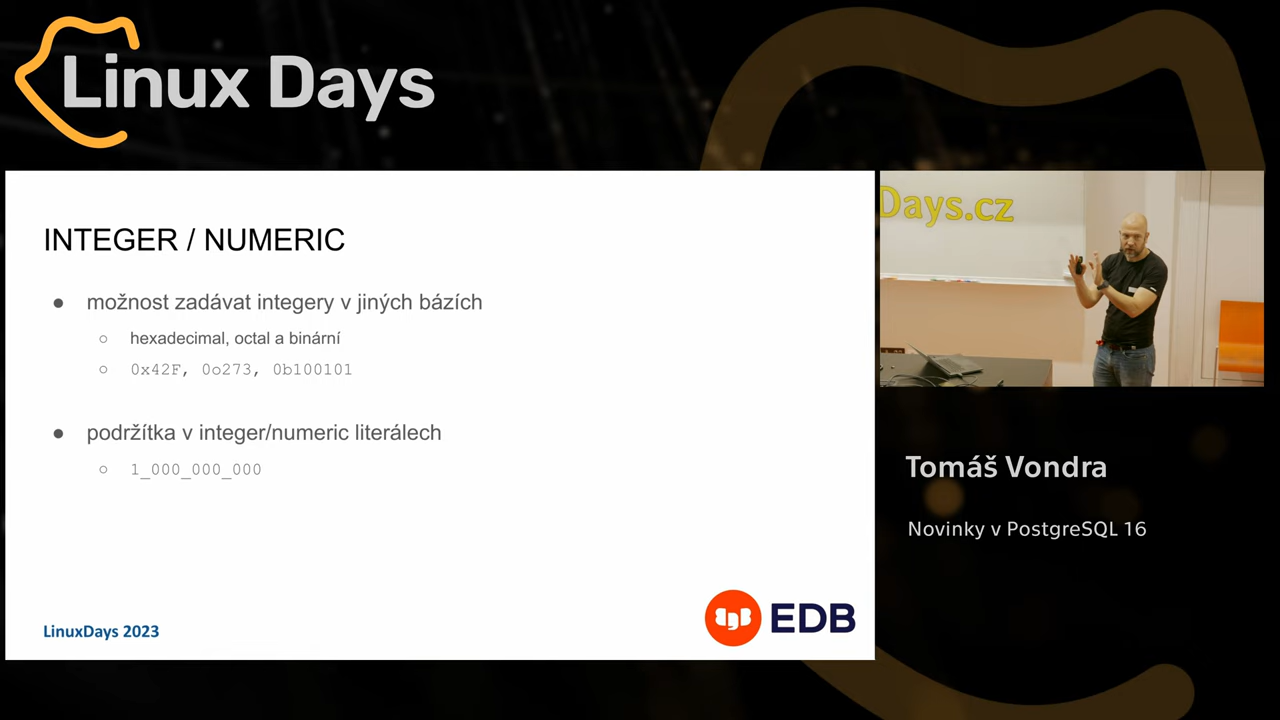 Linux Days
INTEGER / NUMERIC
● možnost zadávat integery v jiných bázích
○ hexadecimal, octal a binární
○ 0x42F, 0o273, 0b100101
● podržítka v integer/numeric literálech
○ 1_000_000_000
LinuxDays 2023
EDB
Days.cz
Tomáš Vondra
Novinky v PostgreSQL 16